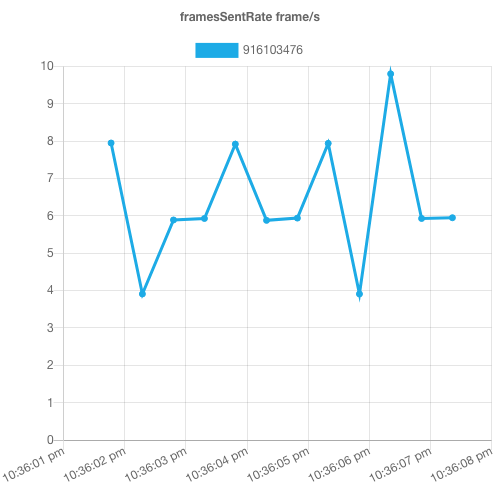 framesSentRate frame/s
916103476
10
9
8
7
6
5
4
3
2
1
0
10:36:01 pm
10:36:02 pm
10:36:03 pm
10:36:04 pm
10:36:05 pm
10:36:06 pm
10:36:07 pm
10:36:08 pm